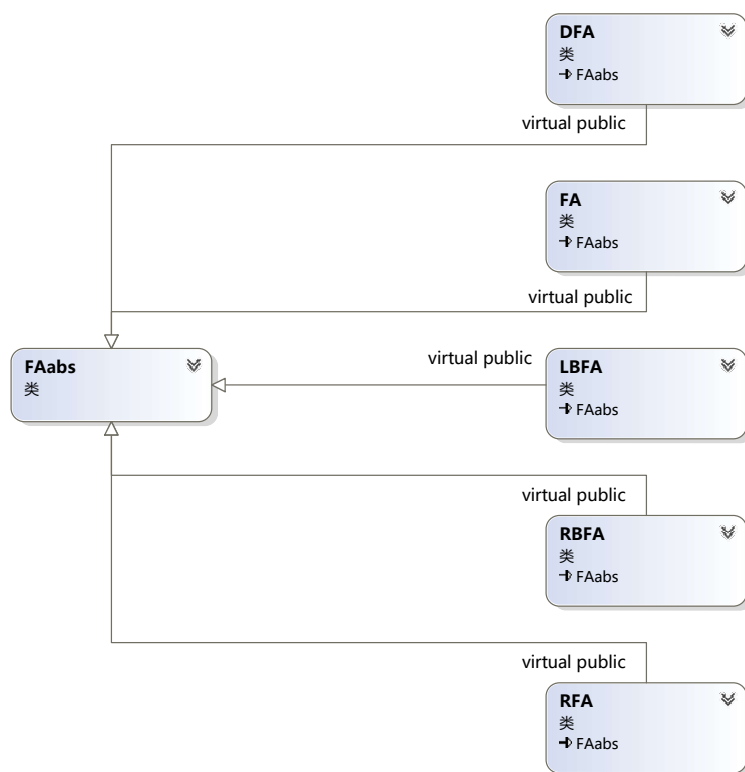 DFA
类
FAabs
virtual public
FA
类
FAabs
virtual public
FAabs
类
virtual public
LBFA
类
FAabs
virtual public
RBFA
类
FAabs
virtual public
RFA
类
FAabs